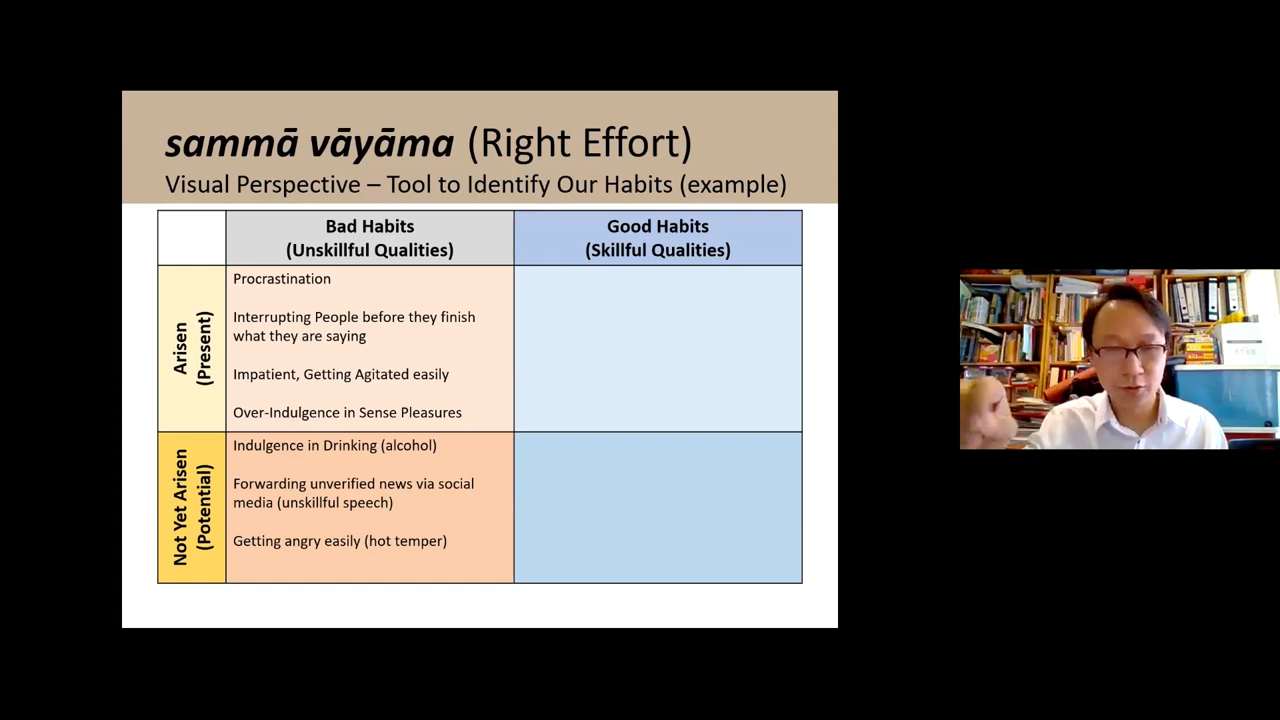 sammā vāyāma (Right Effort)
Visual Perspective – Tool to Identify Our Habits (example)
Bad Habits
(Unskillful Qualities)
Good Habits
(Skillful Qualities)
Arisen
(Present)
Procrastination
Interrupting People before they finish
what they are saying
Impatient, Getting Agitated easily
Over-Indulgence in Sense Pleasures
Not Yet Arisen
(Potential)
Indulgence in Drinking (alcohol)
Forwarding unverified news via social
media (unskillful speech)
Getting angry easily (hot temper)